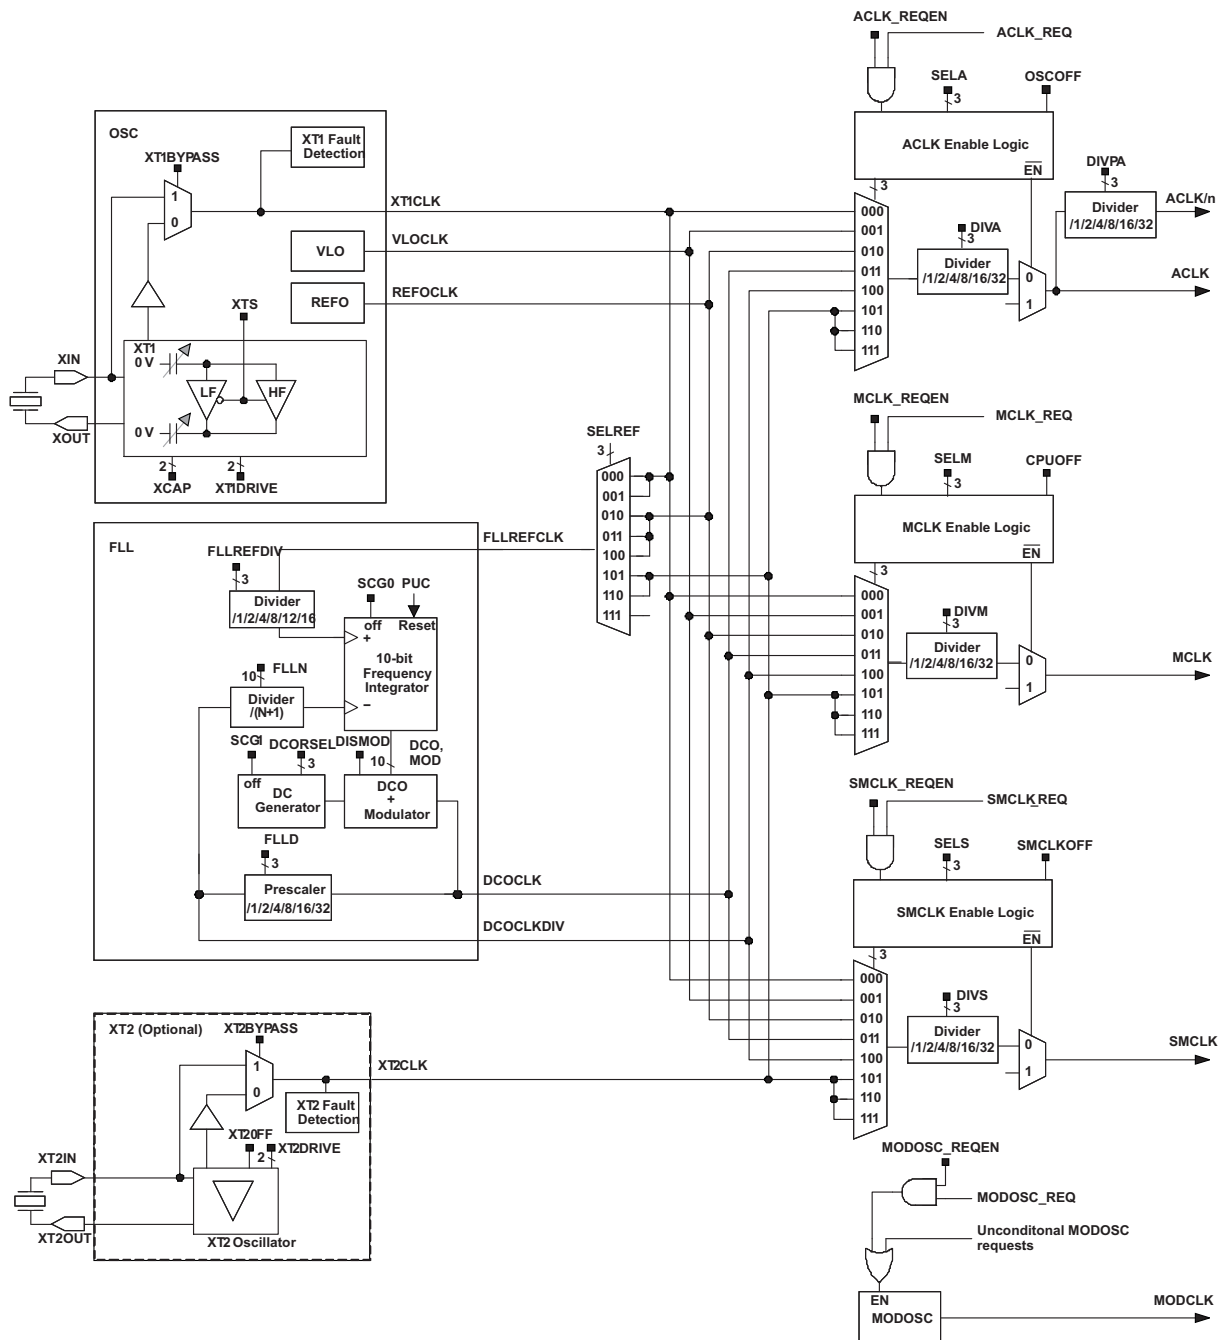 ACLK_REQEN
ACLK_REQ
SELA
OSCOFF
3
ACLK Enable Logic
EN
3
DIVPA
3
Divider
/1/2/4/8/16/32
ACLK/n
000
001
010
011
100
101
110
111
DIVA
3
Divider
/1/2/4/8/16/32
0
1
ACLK
OSC
XT1 Fault
Detection
XT1BYPASS
1
0
XT1CLK
VLO
VLOCLK
REFO
REFOCLK
XTS
XT1
0 V
LF
HF
0 V
XIN
XOUT
2
2
XCAP
XT1DRIVE
SELREF
3
000
001
010
011
100
101
110
111
MCLK_REQEN
MCLK_REQ
SELM
CPUOFF
3
MCLK Enable Logic
EN
3
000
001
010
011
100
101
110
111
DIVM
3
Divider
/1/2/4/8/16/32
0
1
MCLK
FLL
FLLREFCLK
FLLREFDIV
3
Divider
/1/2/4/8/12/16
SCG0
PUC
off
Reset
+
10-bit
Frequency
Integrator
−
FLLN
10
Divider
/(N+1)
SCG1
DCORSEL
DISMOD
DCO,
MOD
3
10
off
DC
Generator
DCO
+
Modulator
FLLD
3
Prescaler
/1/2/4/8/16/32
DCOCLK
DCOCLKDIV
SMCLK_REQEN
SMCLK_REQ
SELS
SMCLKOFF
3
SMCLK Enable Logic
EN
3
000
001
010
011
100
101
110
111
DIVS
3
Divider
/1/2/4/8/16/32
0
1
SMCLK
XT2 (Optional)
XT2BYPASS
1
0
XT2CLK
XT2 Fault
Detection
XT2OFF
XT2DRIVE
2
XT2IN
XT2OUT
XT2 Oscillator
MODOSC_REQEN
MODOSC_REQ
Unconditonal MODOSC
requests
EN
MODOSC
MODCLK